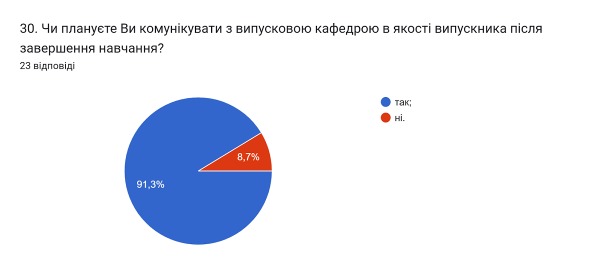 30. Чи плануєте Ви комунікувати з випусковою кафедрою в якості випускника після
завершення навчання?
23 відповіді
так;
ні.
8,7%
91,3%